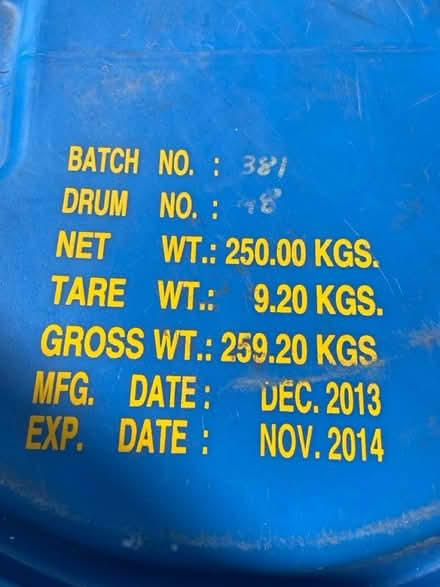 BATCH NO. : 381
DRUM NO. : 98
NET WT.: 250.00 KGS.
TARE WT.: 9.20 KGS.
GROSS WT.: 259.20 KGS
MFG. DATE : DEC. 2013
EXP. DATE : NOV. 2014